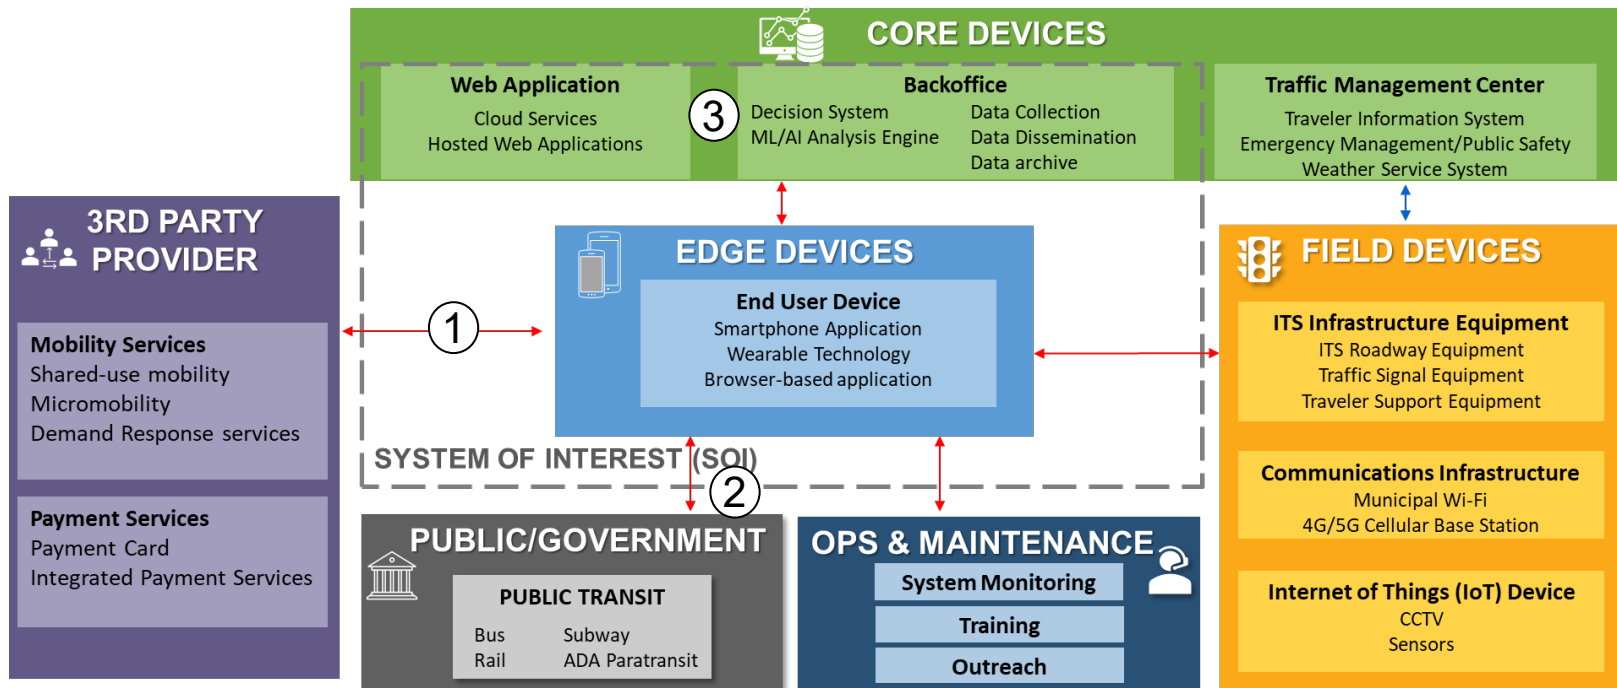 CORE DEVICES
Web Application
Cloud Services
Hosted Web Applications
3
Backoffice
Decision System
ML/AI Analysis Engine
Data Collection
Data Dissemination
Data archive
Traffic Management Center
Traveler Information System
Emergency Management/Public Safety
Weather Service System
3RD PARTY
PROVIDER
Mobility Services
Shared-use mobility
Micromobility
Demand Response services
Payment Services
Payment Card
Integrated Payment Services
1
EDGE DEVICES
End User Device
Smartphone Application
Wearable Technology
Browser-based application
SYSTEM OF INTEREST (SOI)
2
FIELD DEVICES
ITS Infrastructure Equipment
ITS Roadway Equipment
Traffic Signal Equipment
Traveler Support Equipment
Communications Infrastructure
Municipal Wi-Fi
4G/5G Cellular Base Station
Internet of Things (IoT) Device
CCTV
Sensors
PUBLIC/GOVERNMENT
PUBLIC TRANSIT
Bus
Rail
Subway
ADA Paratransit
OPS & MAINTENANCE
System Monitoring
Training
Outreach